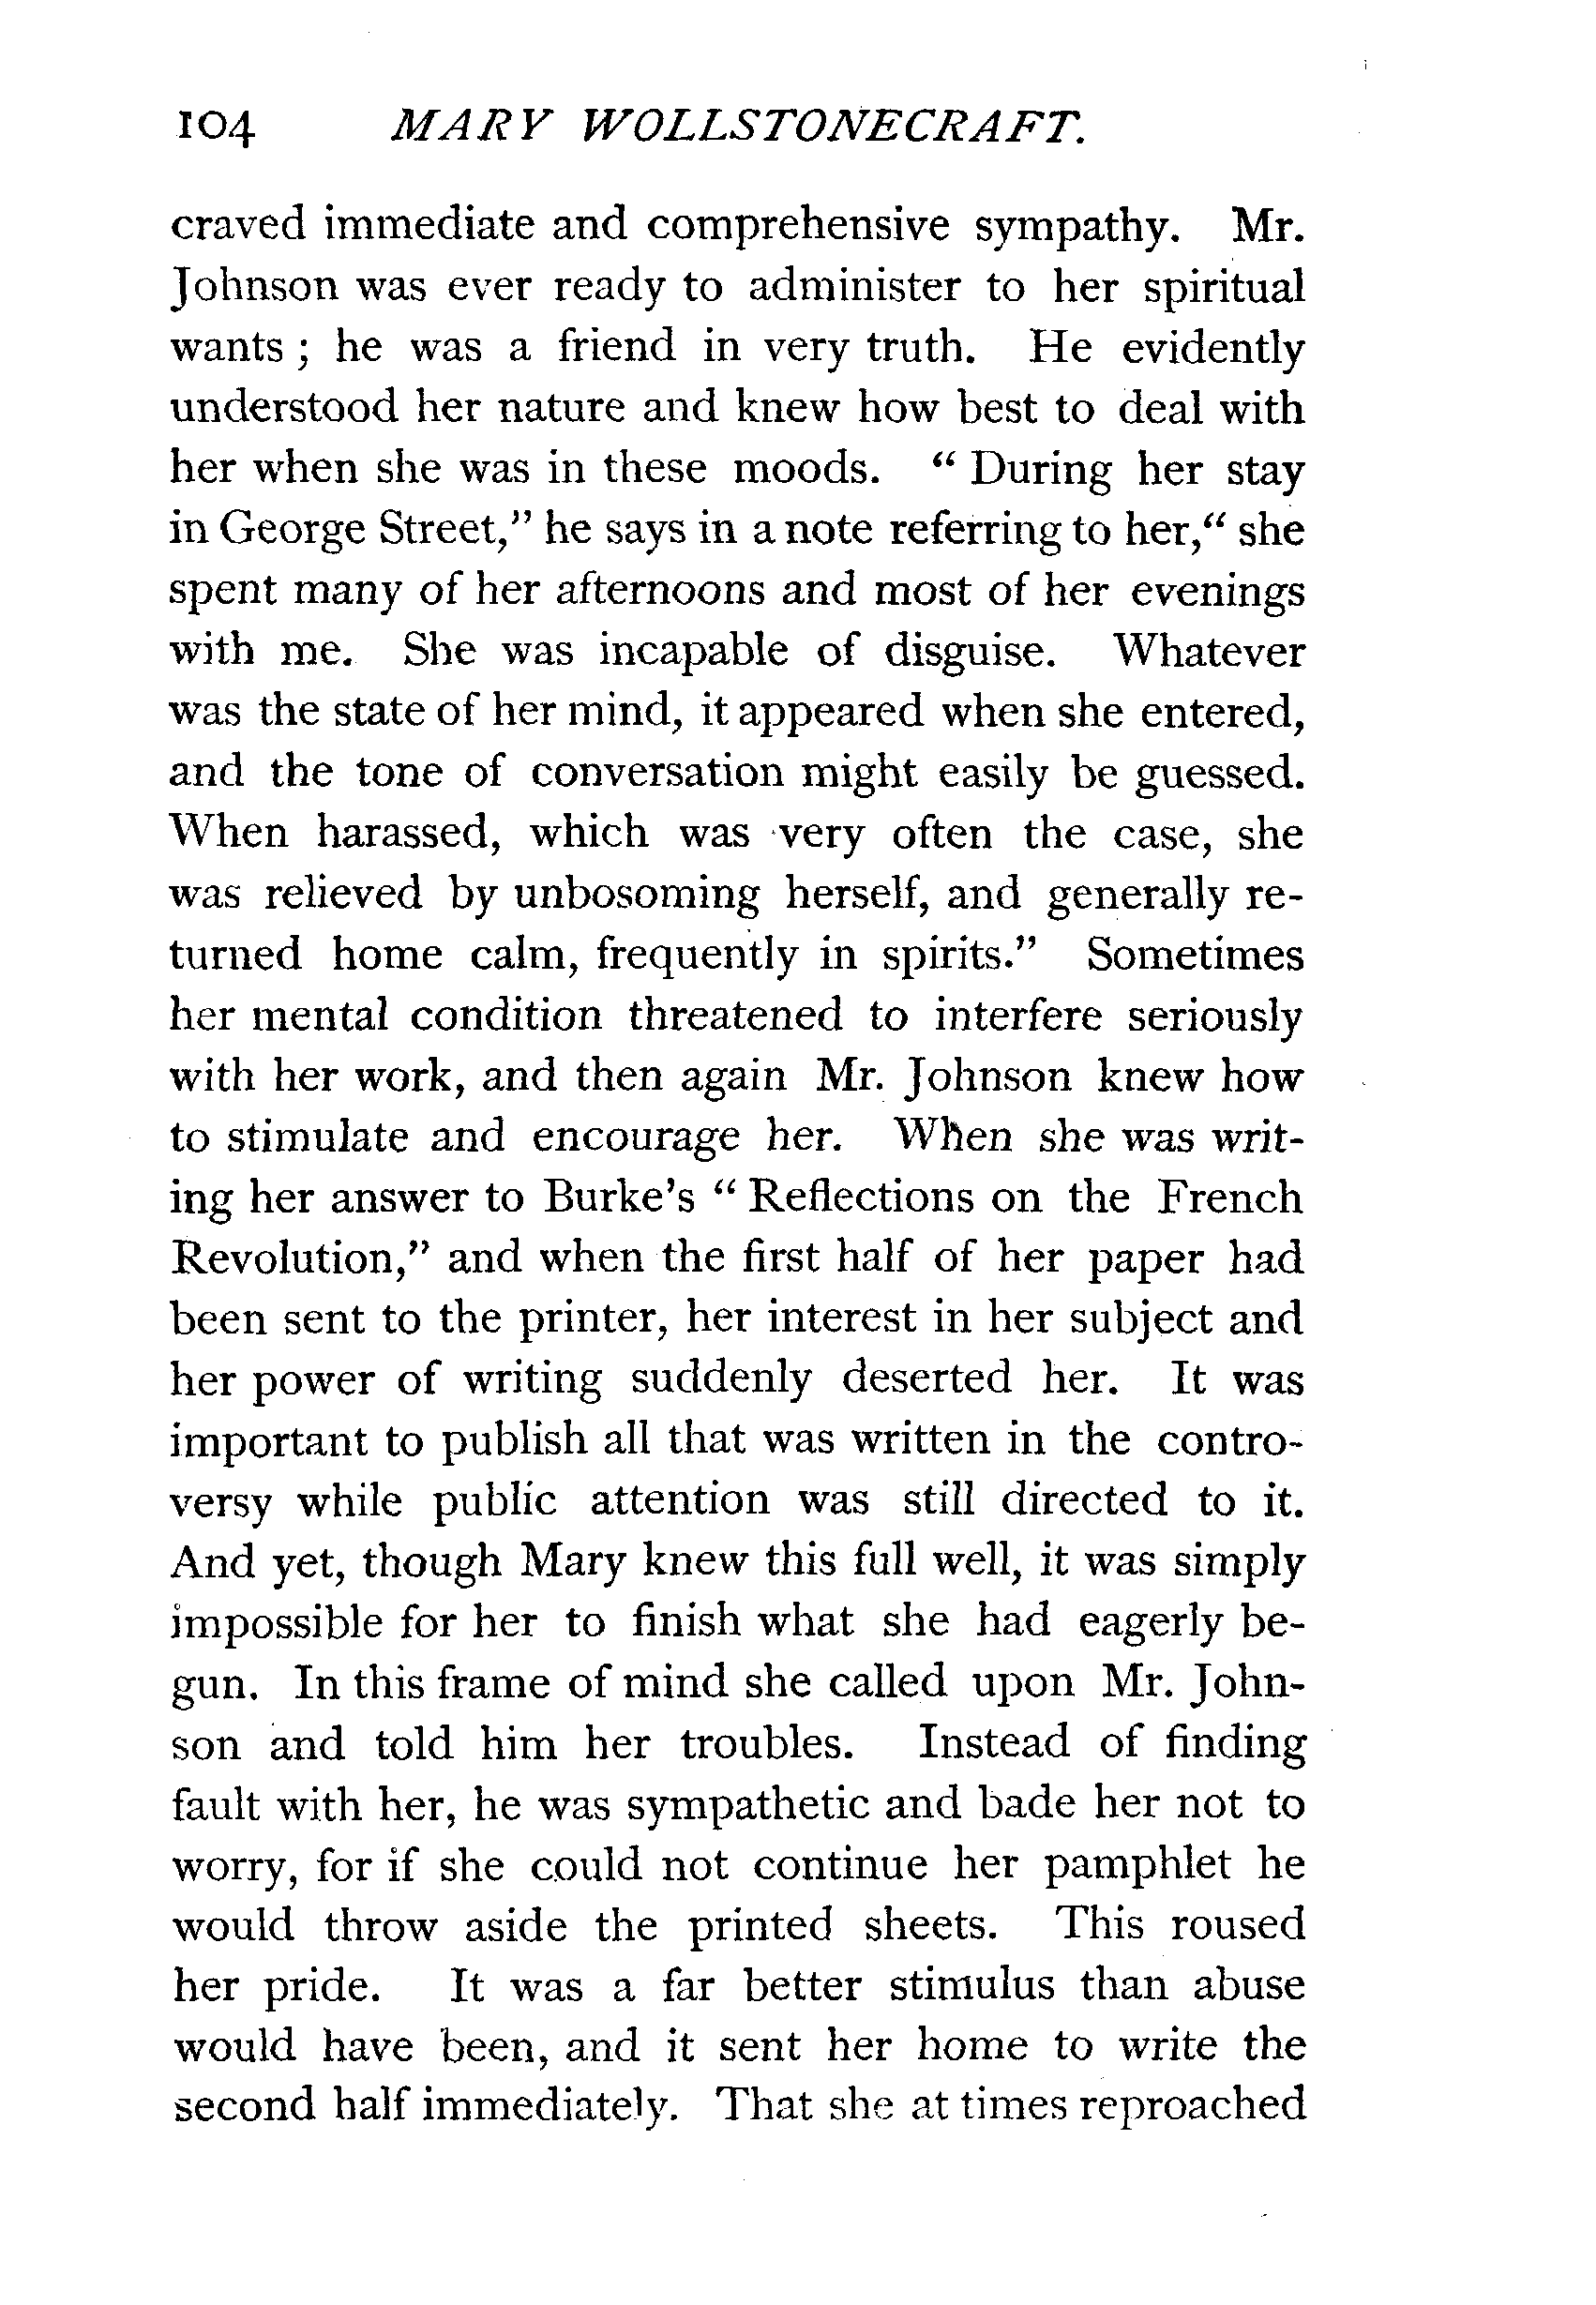 104 MARY WOLLSTONECRAFT.
craved immediate and comprehensive sympathy. Mr.
Johnson was ever ready to administer to her spiritual
wants ; he was a friend in very truth. He evidently
understood her nature and knew how best to deal with
her when she was in these moods. “ During her stay
in George Street,” he says in a note referring to her,“ she
spent many of her afternoons and most of her evenings
with me. She was incapable of disguise. Whatever
was the state of her mind, it appeared when she entered,
and the tone of conversation might easily be guessed.
When harassed, which was very often the case, she
was relieved by unbosoming herself, and generally re-
turned home calm, frequently in spirits.” Sometimes
her mental condition threatened to interfere seriously
with her work, and then again Mr. Johnson knew how
to stimulate and encourage her. When she was writ-
ing her answer to Burke's “ Reflections on the French
Revolution,” and when the first half of her paper had
been sent to the printer, her interest in her subject and
her power of writing suddenly deserted her. It was
important to publish all that was written in the contro-
versy while public attention was still directed to it.
And yet, though Mary knew this full well, it was simply
impossible for her to finish what she had eagerly be-
gun. In this frame of mind she called upon Mr. John-
son and told him her troubles. Instead of finding
fault with her, he was sympathetic and bade her not to
worry, for if she could not continue her pamphlet he
would throw aside the printed sheets. This roused
her pride. It was a far better stimulus than abuse
would have been, and it sent her home to write the
second half immediately. That she at times reproached